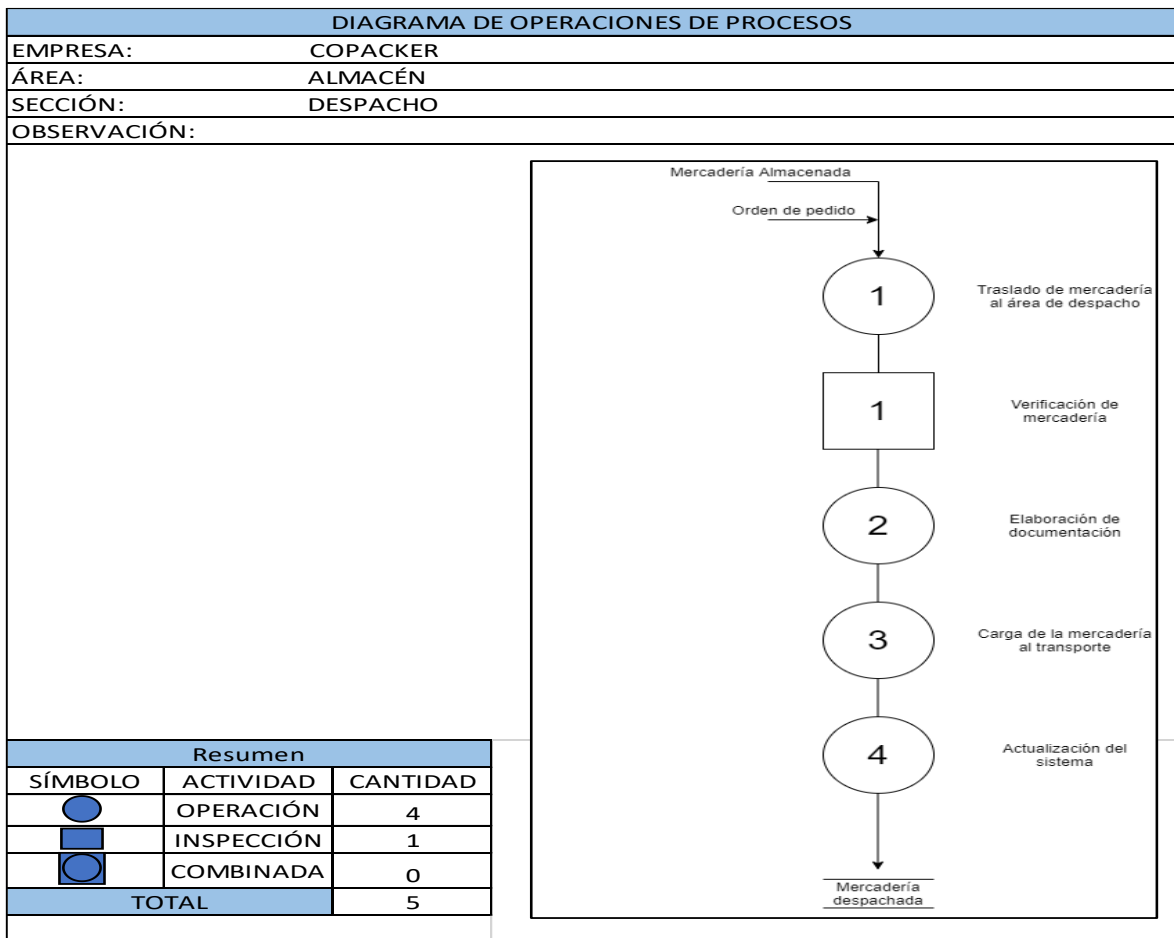 DIAGRAMA DE OPERACIONES DE PROCESOS
EMPRESA: COPACKER
ÁREA: ALMACÉN
SECCIÓN: DESPACHO
OBSERVACIÓN:
Mercadería Almacenada
Orden de pedido
1
Traslado de mercadería
al área de despacho
1
Verificación de
mercadería
2
Elaboración de
documentación
3
Carga de la mercadería
al transporte
4
Actualización del
sistema
Mercadería
despachada
Resumen
SÍMBOLO ACTIVIDAD CANTIDAD
OPERACIÓN 4
INSPECCIÓN 1
COMBINADA 0
TOTAL 5